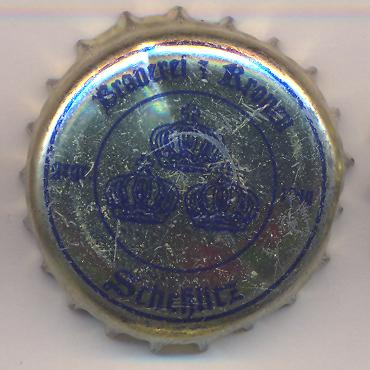 Brauerei 3 Kronen
Scheßlitz